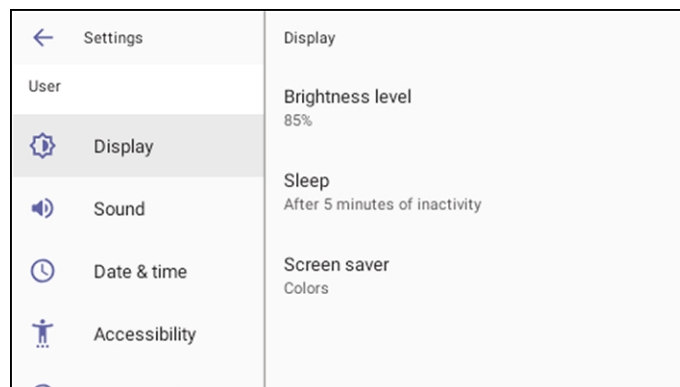 Settings
User
Display
Sound
Date & time
Accessibility
Display
Brightness level
85%
Sleep
After 5 minutes of inactivity
Screen saver
Colors